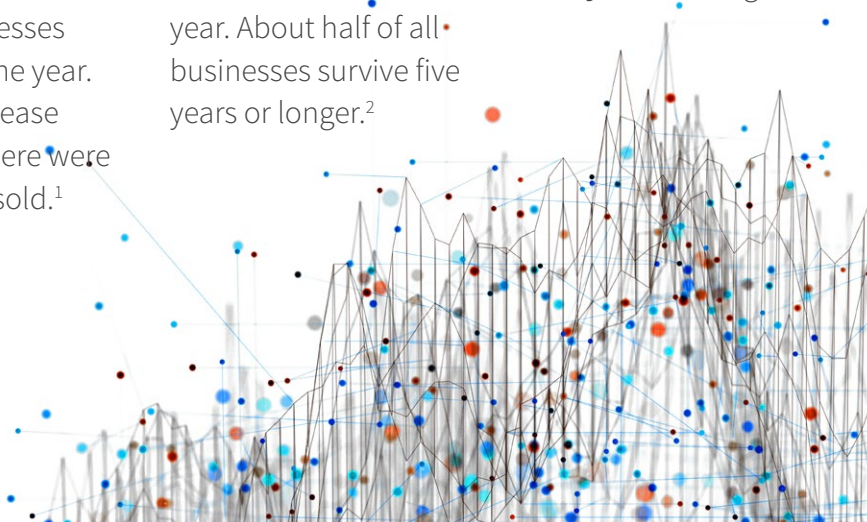 esses
ne year.
ease
ere were
sold.¹
year. About half of all
businesses survive five
years or longer.²